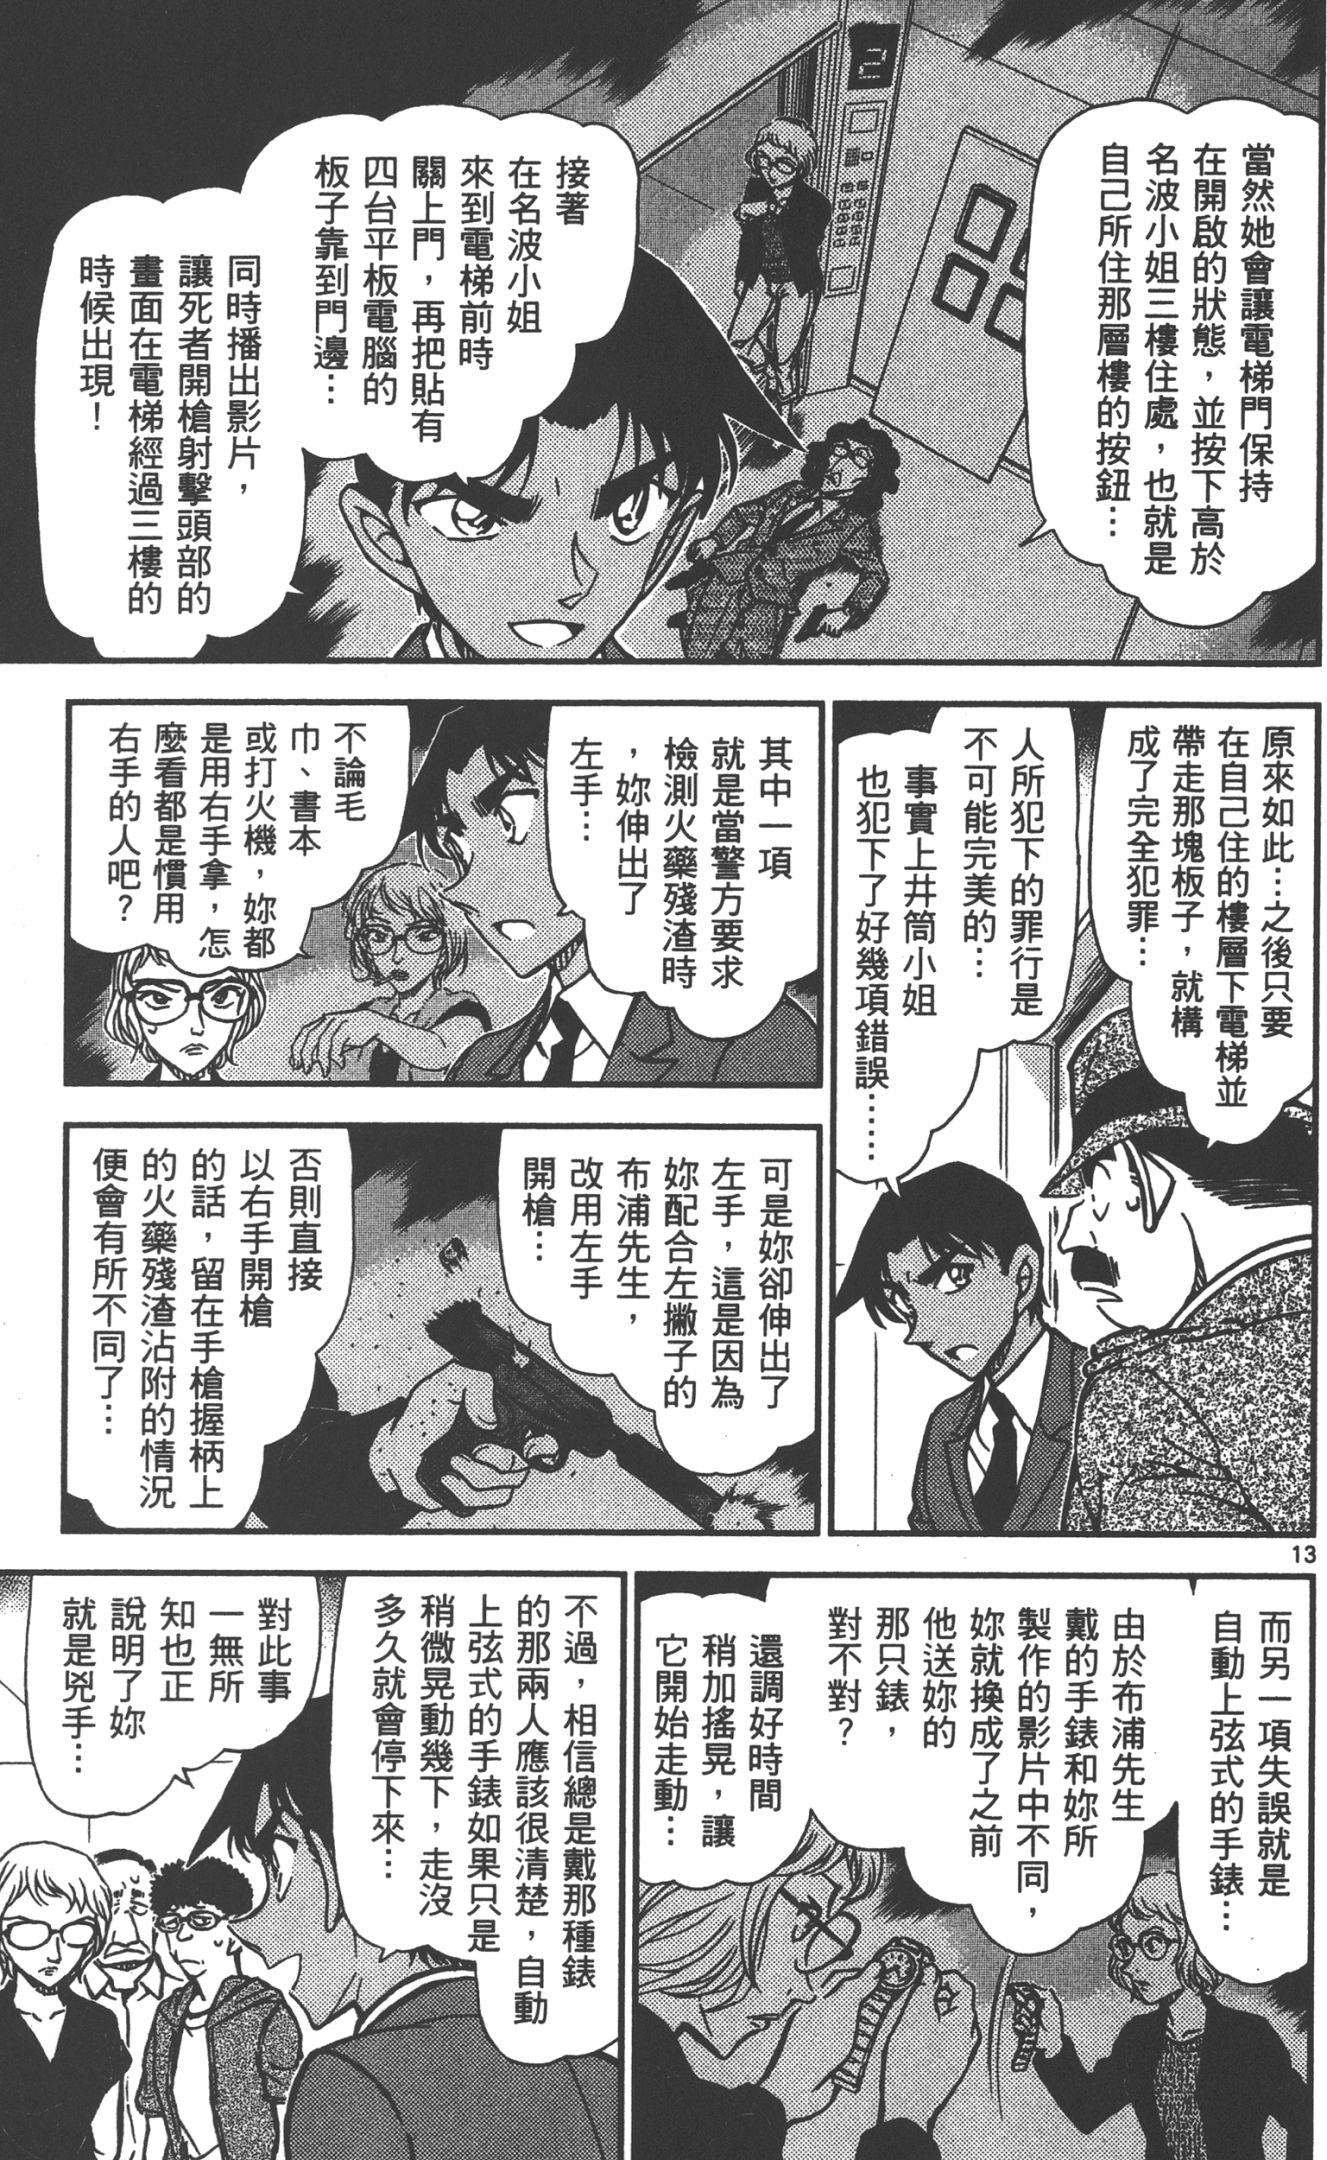 當然她會讓電梯門保持
在開啟的狀態，並按下高於
名波小姐三樓住處，也就是
自己所住那層樓的按鈕…
接著
在名波小姐
來到電梯前時
關上門，再把貼有
四台平板電腦的
板子靠到門邊…
同時播出影片，
讓死者開槍射擊頭部的
畫面在電梯經過三樓的
時候出現！
原來如此…之後只要
在自己住的樓層下電梯並
帶走那塊板子，就構
成了完全犯罪…
人所犯下的罪行是
不可能完美的…
事實上井筒小姐
也犯下了好幾項錯誤……
其中一項
就是當警方要求
檢測火藥殘渣時
，妳伸出了
左手…
不論毛
巾、書本
或打火機，妳都
是用右手拿，怎
麼看都是慣用
右手的人吧？
可是妳卻伸出了
左手，這是因為
妳配合左撇子的
布浦先生，
改用左手
開槍…
否則直接
以右手開槍
的話，留在手槍握柄上
的火藥殘渣沾附的情況
便會有所不同了…
13
而另一項失誤就是
自動上弦式的手錶…
由於布浦先生
戴的手錶和妳所
製作的影片中不同，
妳就換成了之前
他送妳的
那只錶，
對不對？
還調好時間
稍加搖晃，讓
它開始走動…
不過，相信總是戴那種錶
的那兩人應該很清楚，自動
上弦式的手錶如果只是
稍微晃動幾下，走沒
多久就會停下來…
對此事
一無所
知也正
說明了妳
就是兇手…